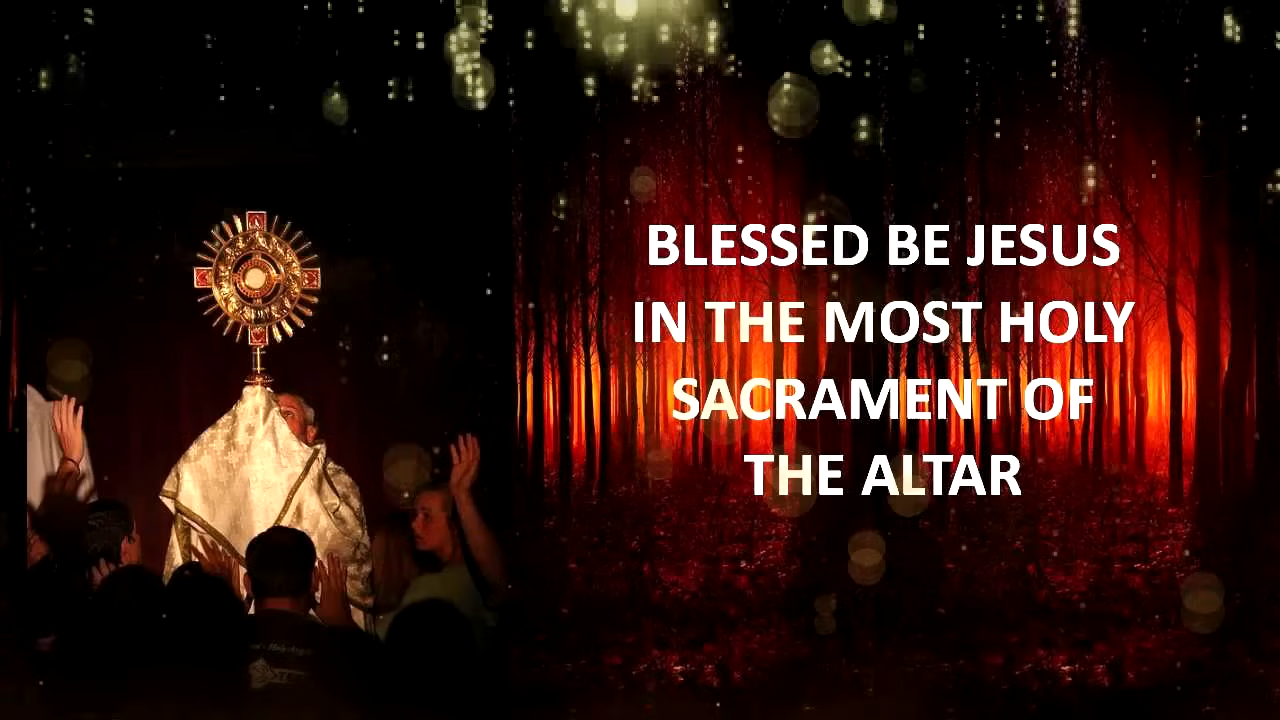 BLESSED BE JESUS
IN THE MOST HOLY
SACRAMENT OF
THE ALTAR